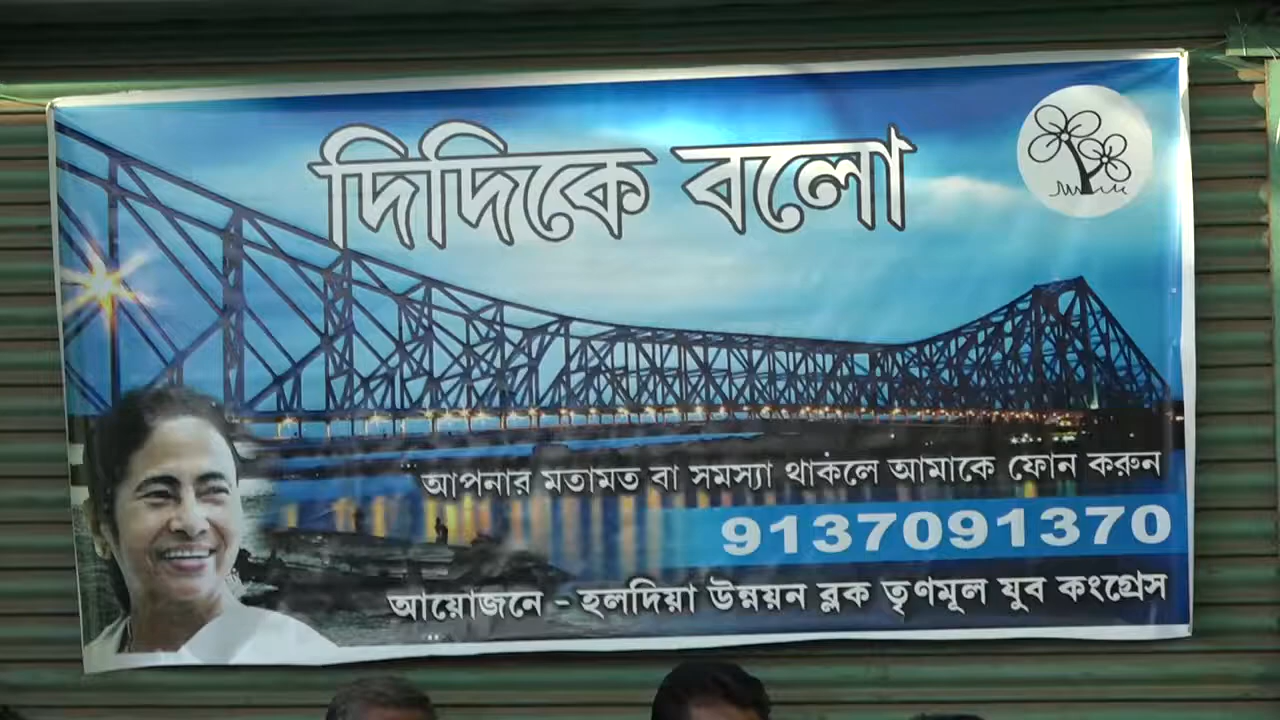 দিদিকে বলো
আপনার মতামত বা সমস্যা থাকলে আমাকে ফোন করুন
9137091370
আয়োজনে - হলদিয়া উন্নয়ন ব্লক তৃণমূল যুব কংগ্রেস